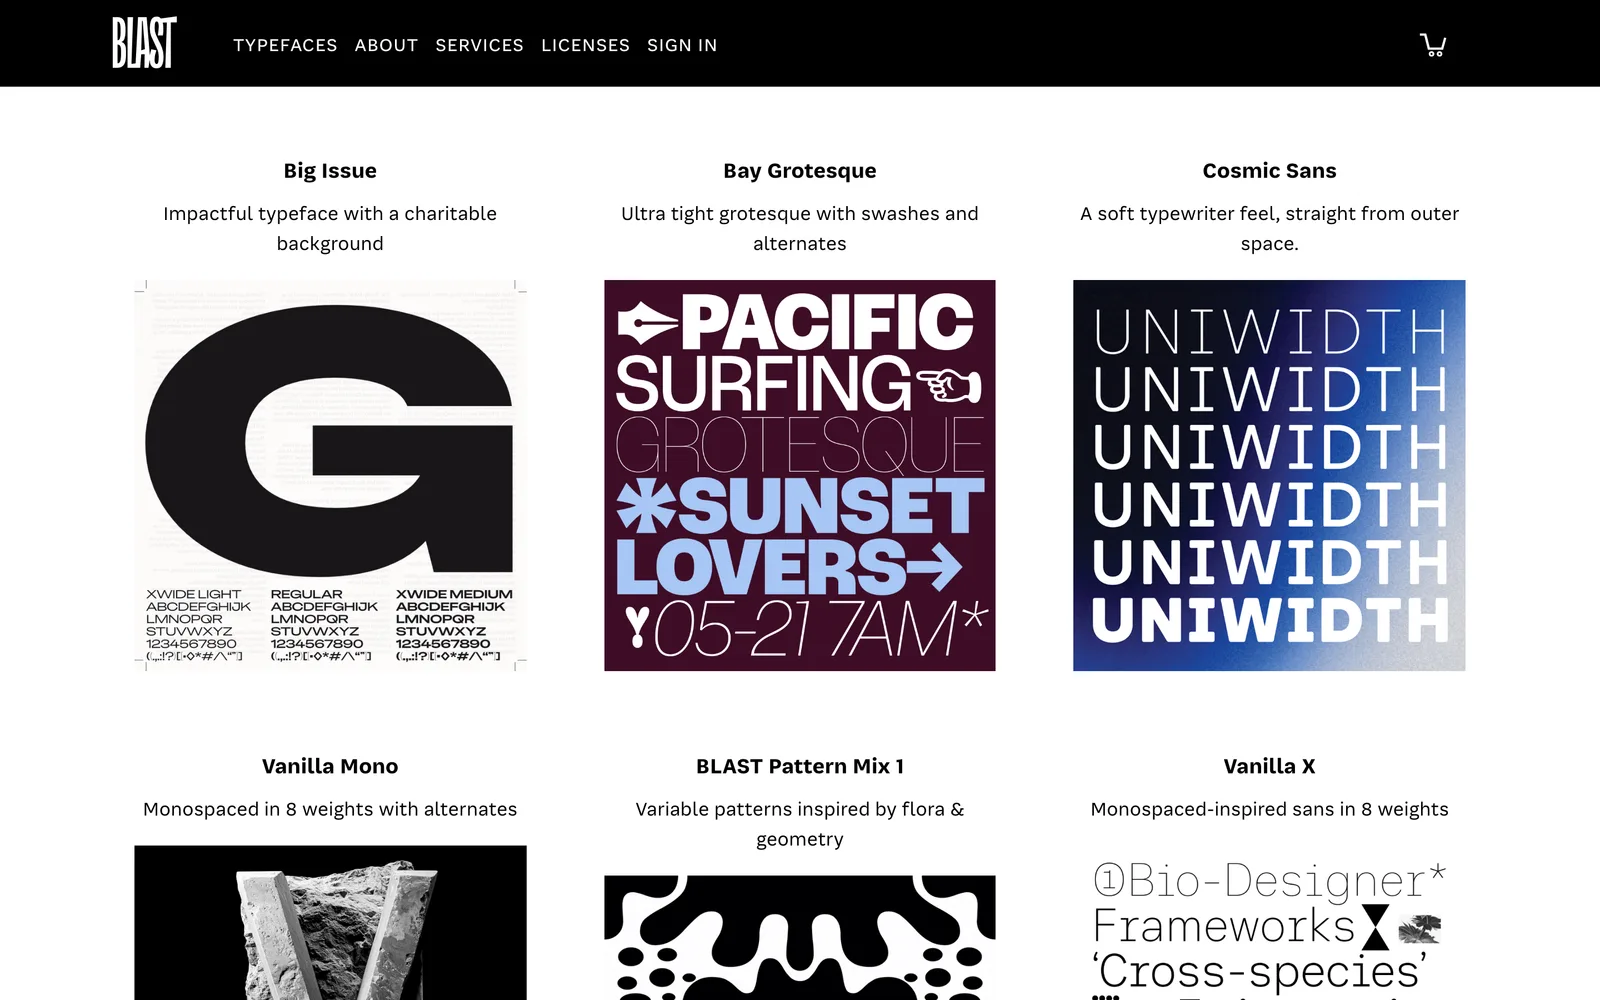 BLAST
TYPEFACES ABOUT SERVICES LICENSES SIGN IN
Big Issue
Impactful typeface with a charitable
background
XWIDE LIGHT
ABCDEFGHIJK
LMNOPQR
STUVWXYZ
1234567890
REGULAR
ABCDEFGHIJK
LMNOPQR
STUVWXYZ
1234567890
XWIDE MEDIUM
ABCDEFGHIJK
LMNOPQR
STUVWXYZ
1234567890
G
Bay Grotesque
Ultra tight grotesque with swashes and
alternates
PACIFIC
SURFING
GROTESQUE
*SUNSET
LOVERS→
05-21 7AM*
Cosmic Sans
A soft typewriter feel, straight from outer
space.
UNIWIDTH
UNIWIDTH
UNIWIDTH
UNIWIDTH
UNIWIDTH
UNIWIDTH
Vanilla Mono
Monospaced in 8 weights with alternates
BLAST Pattern Mix 1
Variable patterns inspired by flora &
geometry
Vanilla X
Monospaced-inspired sans in 8 weights
①Bio-Designer*
Frameworks
‘Cross-species’